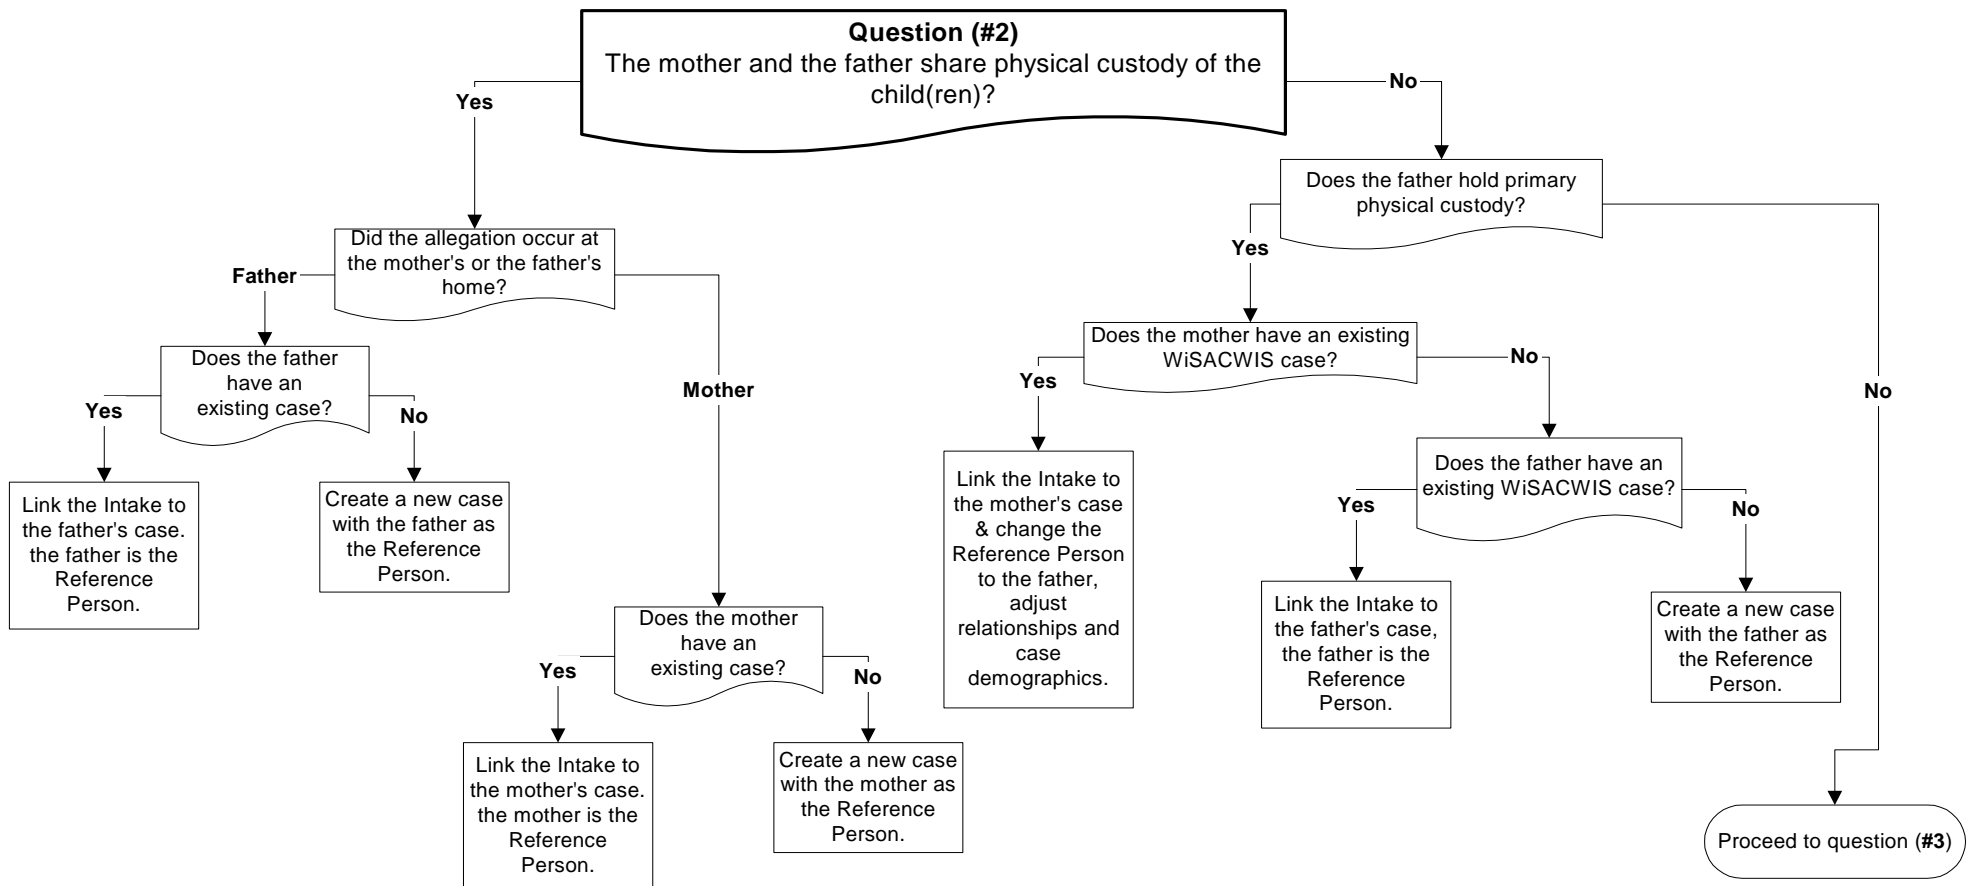 Question (#2)
The mother and the father share physical custody of the
child(ren)?
Yes
No
Did the allegation occur at
the mother's or the father's
home?
Father
Mother
Does the father
have an
existing case?
Yes
No
Link the Intake to
the father's case.
the father is the
Reference
Person.
Create a new case
with the father as
the Reference
Person.
Does the mother
have an
existing case?
Yes
No
Link the Intake to
the mother's case.
the mother is the
Reference
Person.
Create a new case
with the mother as
the Reference
Person.
Does the father hold primary
physical custody?
Yes
No
Does the mother have an existing
WiSACWIS case?
Yes
No
Link the Intake to
the mother's case
& change the
Reference Person
to the father,
adjust
relationships and
case
demographics.
Does the father have an
existing WiSACWIS case?
Yes
No
Link the Intake to
the father's case,
the father is the
Reference
Person.
Create a new case
with the father as
the Reference
Person.
Proceed to question (#3)